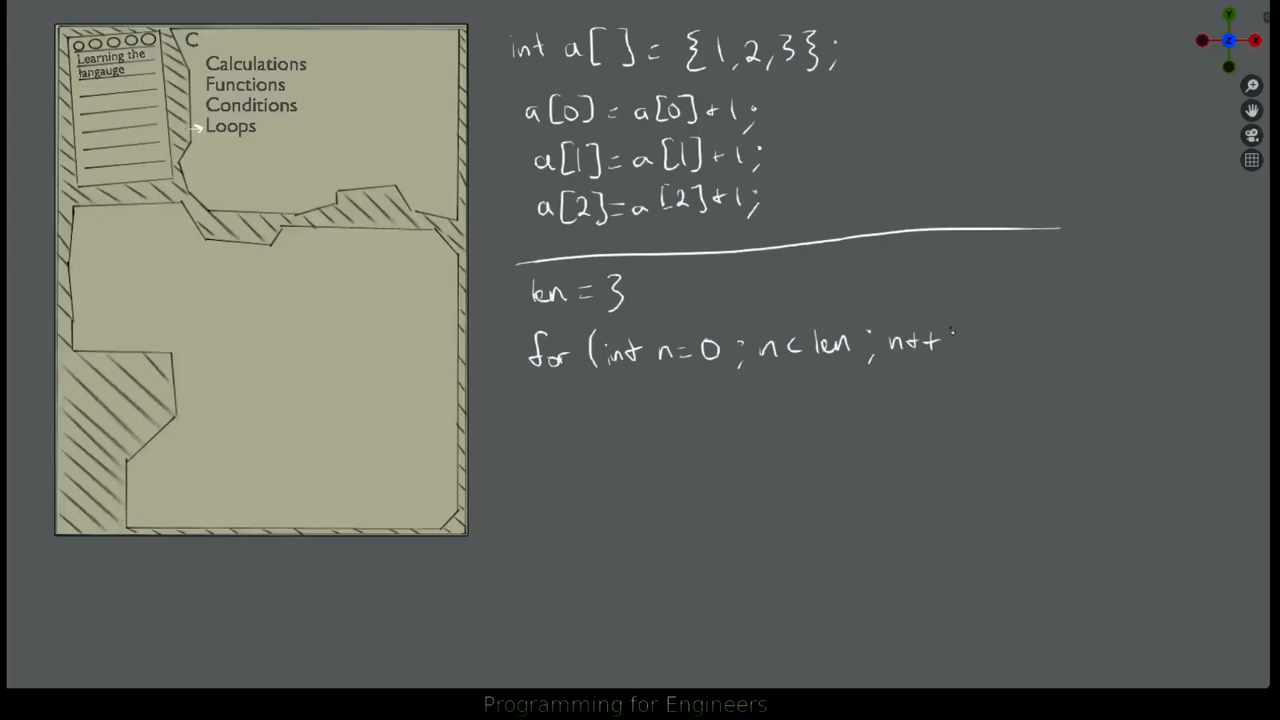 Learning the
langauge
C
Calculations
Functions
Conditions
Loops
int a[] = {1,2,3};
a[0] = a[0]+1;
a[1]=a[1]+1;
a[2]=a[2]+1;
len = 3
for (int n=0; n<len; n++
Y
Z
X
Programming for Engineers